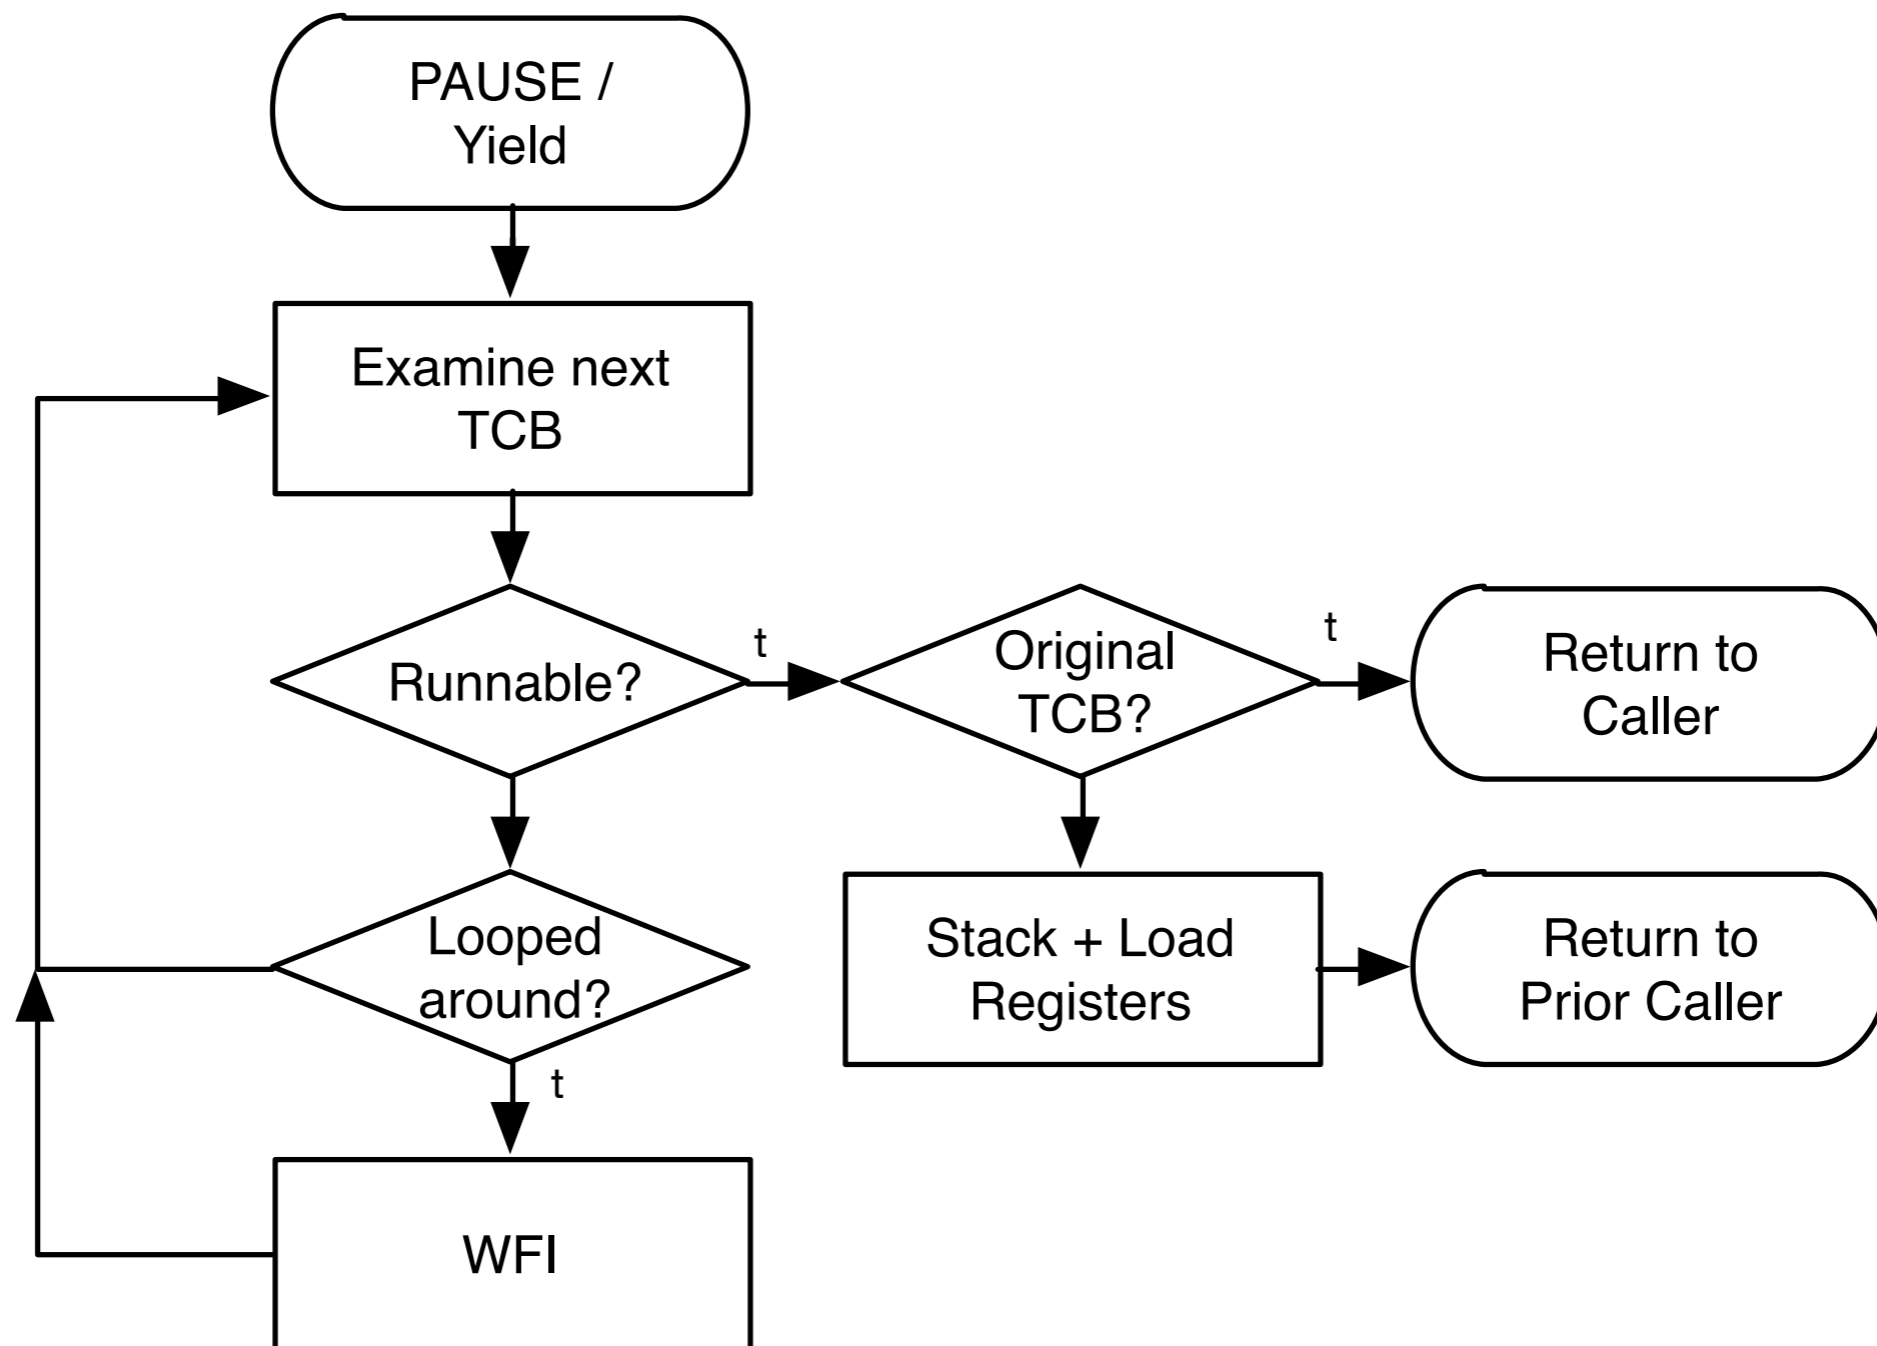 PAUSE /
Yield
Examine next
TCB
Runnable?
t
Original
TCB?
t
Return to
Caller
Looped
around?
t
Stack + Load
Registers
Return to
Prior Caller
WFI